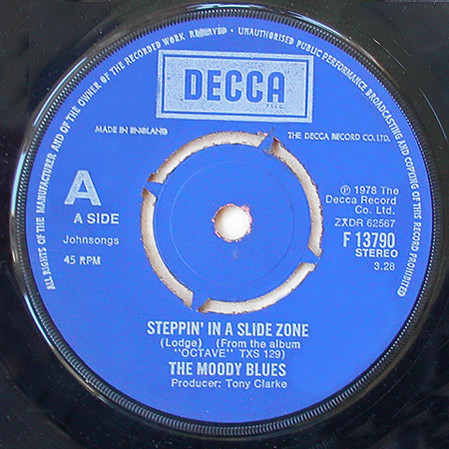 ALL RIGHTS OF THE MANUFACTURER AND OF THE OWNER OF THE RECORDED WORK RESERVED • UNAUTHORISED PUBLIC PERFORMANCE BROADCASTING AND COPYING OF THIS RECORD PROHIBITED
DECCA
MADE IN ENGLAND
THE DECCA RECORD CO. LTD.
A
A SIDE
Johnsongs
45 RPM
Ⓟ 1978 The
Decca Record
Co. Ltd.
ZXDR 62567
F 13790
STEREO
3.28
STEPPIN' IN A SLIDE ZONE
(Lodge) (From the album
"OCTAVE" TXS 129)
THE MOODY BLUES
Producer: Tony Clarke